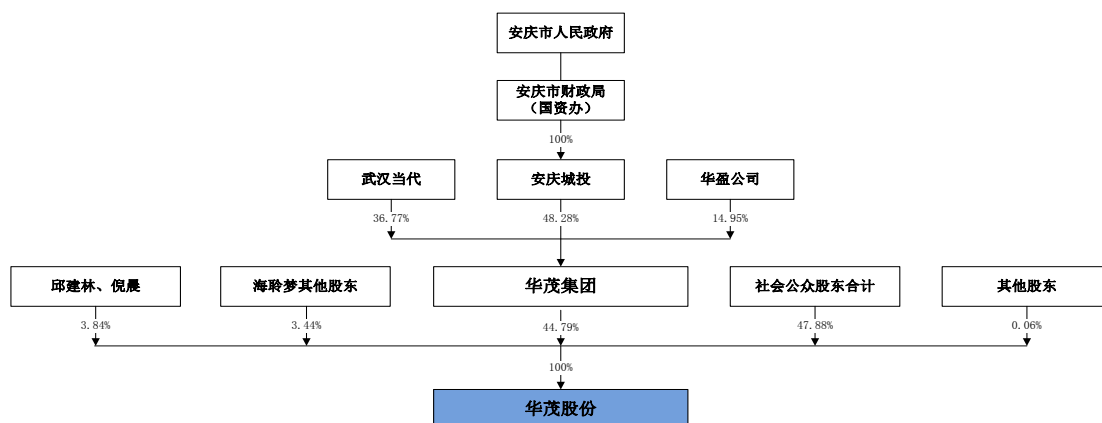 安庆市人民政府
安庆市财政局
（国资办）
100%
武汉当代
安庆城投
华盈公司
36.77%
48.28%
14.95%
邱建林、倪晨
海聆梦其他股东
华茂集团
社会公众股东合计
其他股东
3.84%
3.44%
44.79%
47.88%
0.06%
100%
华茂股份